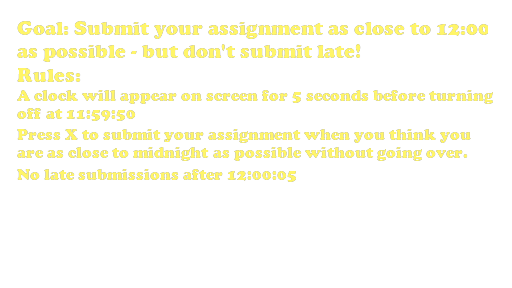 Goal: Submit your assignment as close to 12:00
as possible - but don't submit late!
Rules:
A clock will appear on screen for 5 seconds before turning
off at 11:59:50
Press X to submit your assignment when you think you
are as close to midnight as possible without going over.
No late submissions after 12:00:05